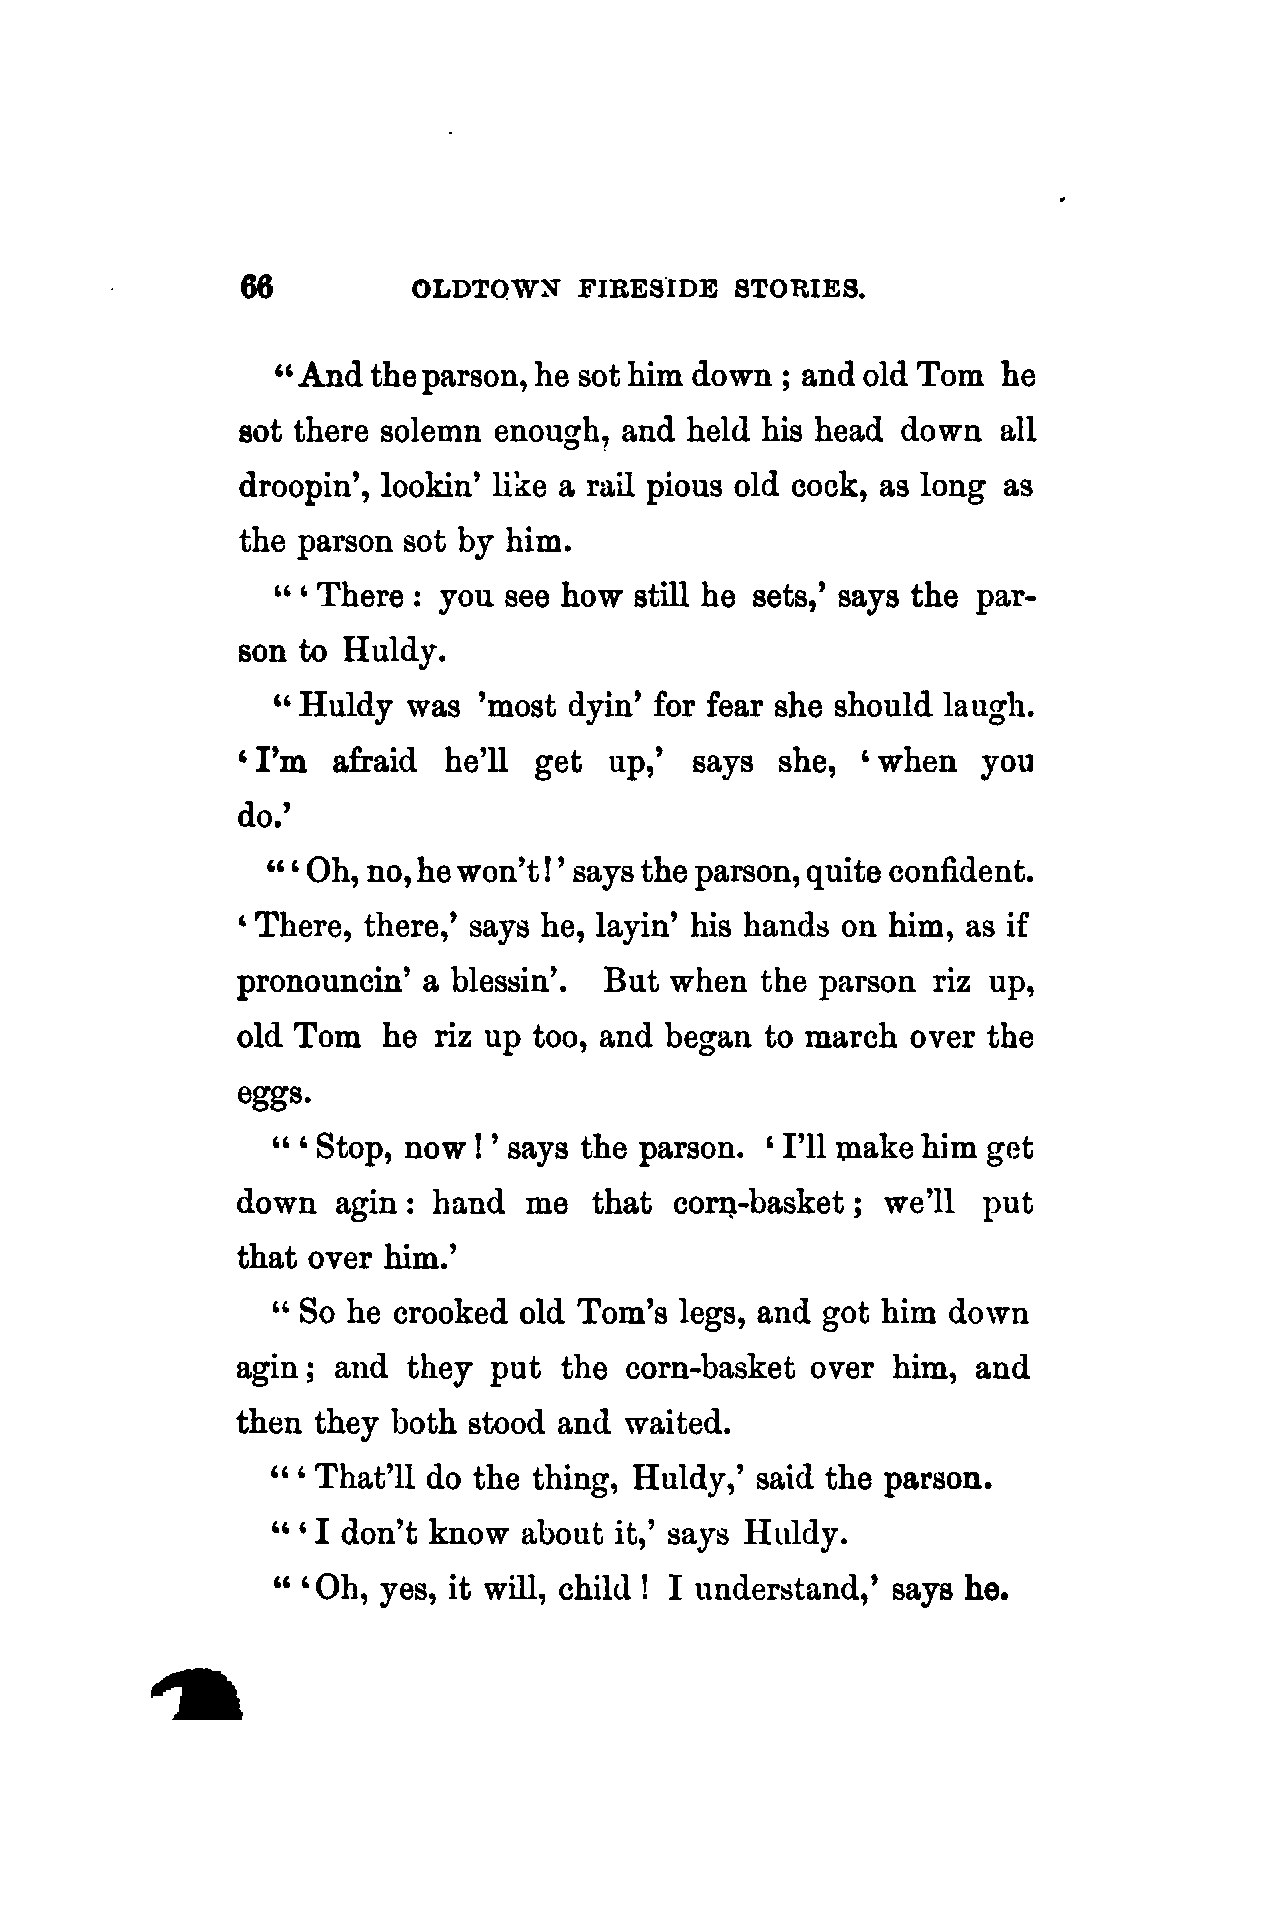 66 OLDTOWN FIRESIDE STORIES.
“And the parson, he sot him down ; and old Tom he
sot there solemn enough, and held his head down all
droopin’, lookin’ like a rail pious old cock, as long as
the parson sot by him.
“ ‘ There : you see how still he sets,’ says the par-
son to Huldy.
“ Huldy was ’most dyin’ for fear she should laugh.
‘ I’m afraid he’ll get up,’ says she, ‘ when you
do.’
“ ‘ Oh, no, he won’t ! ’ says the parson, quite confident.
‘ There, there,’ says he, layin’ his hands on him, as if
pronouncin’ a blessin’. But when the parson riz up,
old Tom he riz up too, and began to march over the
eggs.
“ ‘ Stop, now ! ’ says the parson. ‘ I’ll make him get
down agin : hand me that corn-basket ; we’ll put
that over him.’
“ So he crooked old Tom’s legs, and got him down
agin ; and they put the corn-basket over him, and
then they both stood and waited.
“ ‘ That’ll do the thing, Huldy,’ said the parson.
“ ‘ I don’t know about it,’ says Huldy.
“ ‘Oh, yes, it will, child ! I understand,’ says he.